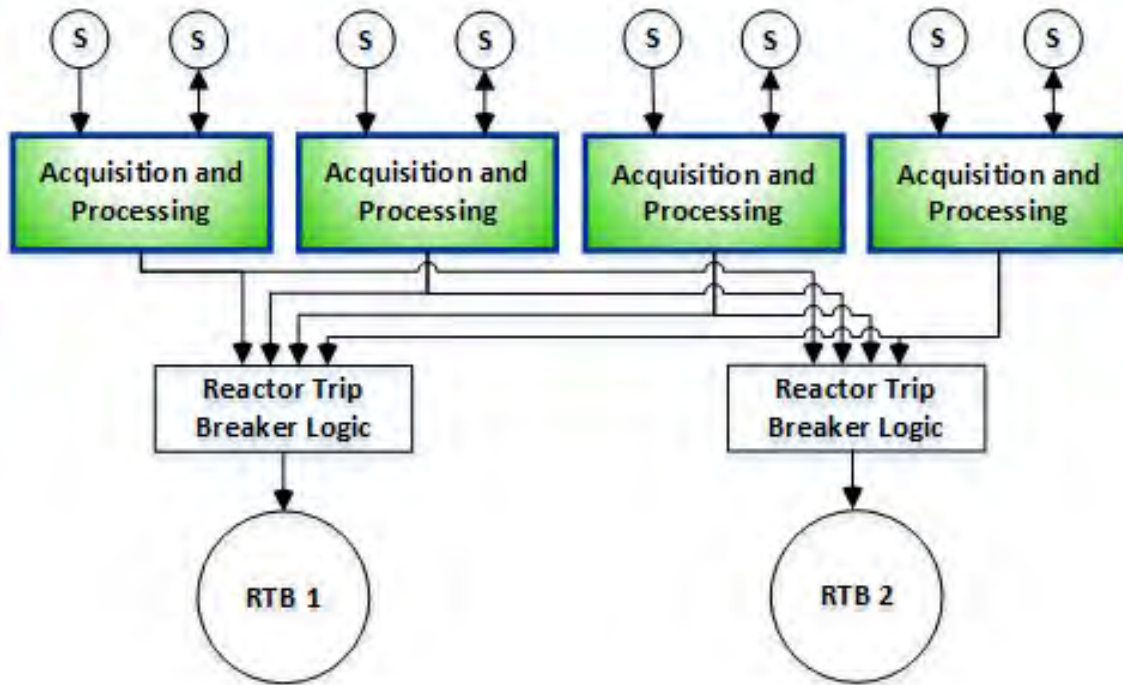 S S S S S S S S
Acquisition and
Processing
Acquisition and
Processing
Acquisition and
Processing
Acquisition and
Processing
Reactor Trip
Breaker Logic
Reactor Trip
Breaker Logic
RTB 1
RTB 2